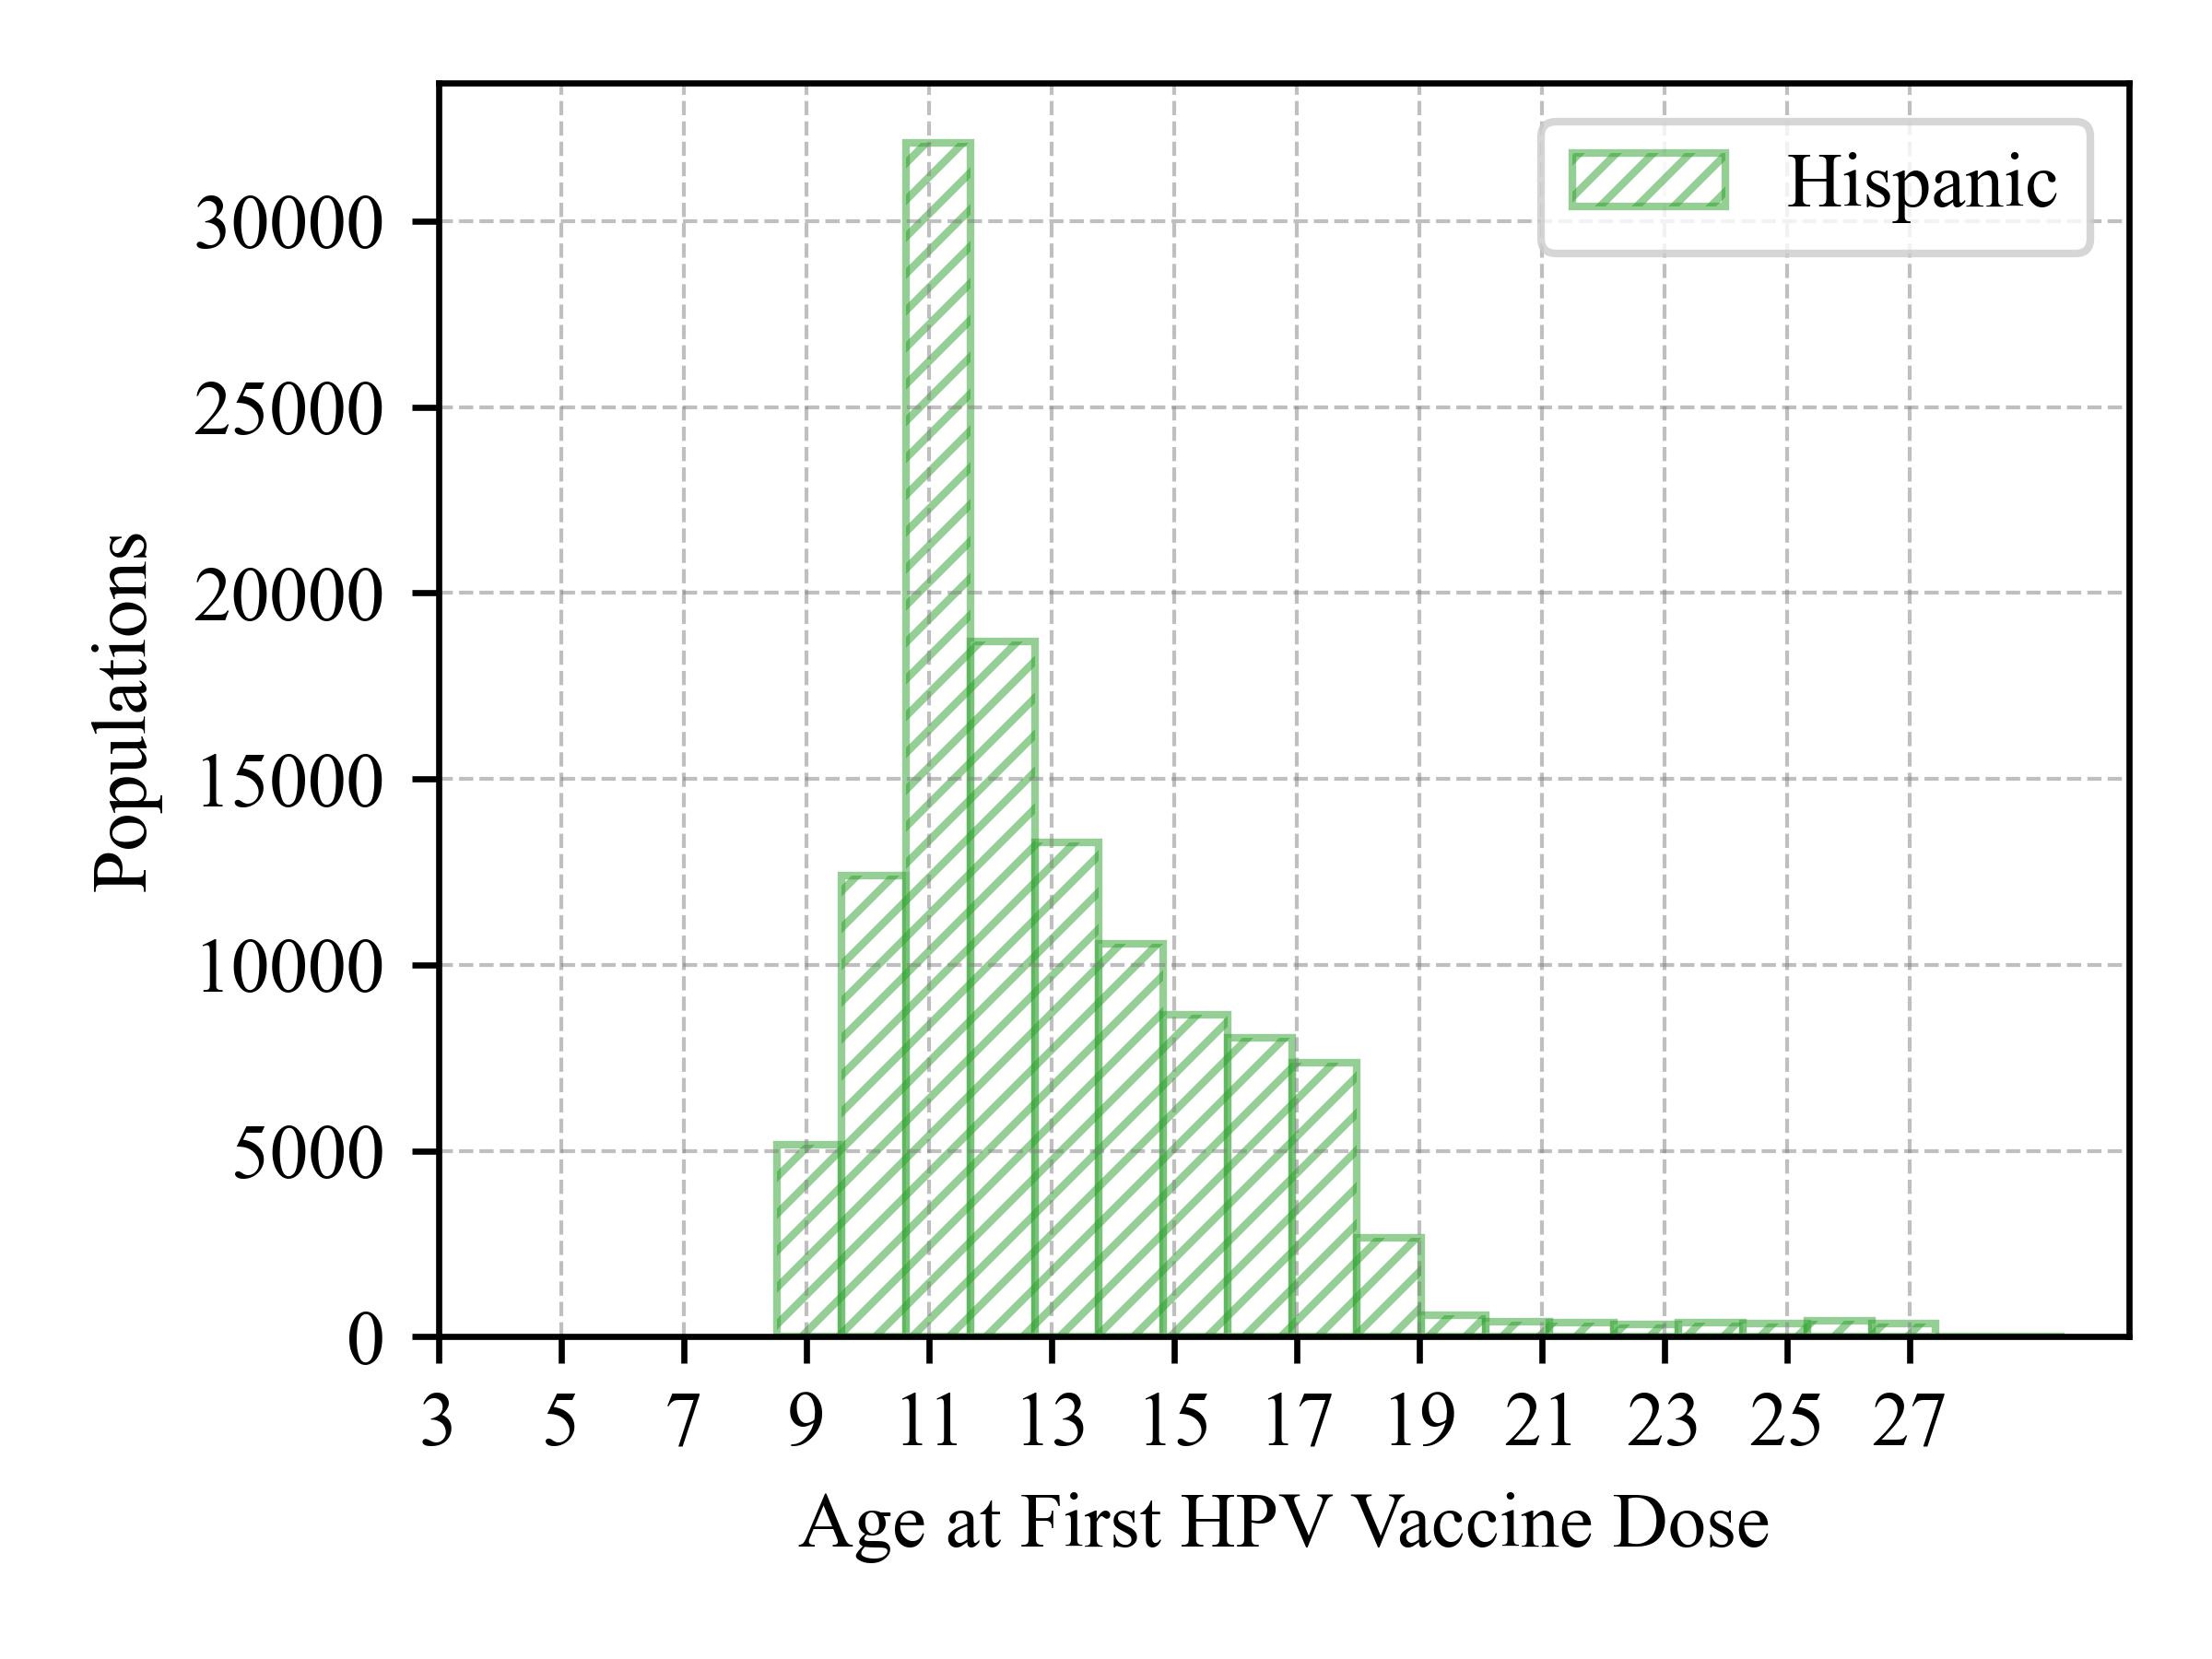 Hispanic
30000
25000
20000
15000
10000
5000
0
Populations
3 5 7 9 11 13 15 17 19 21 23 25 27
Age at First HPV Vaccine Dose